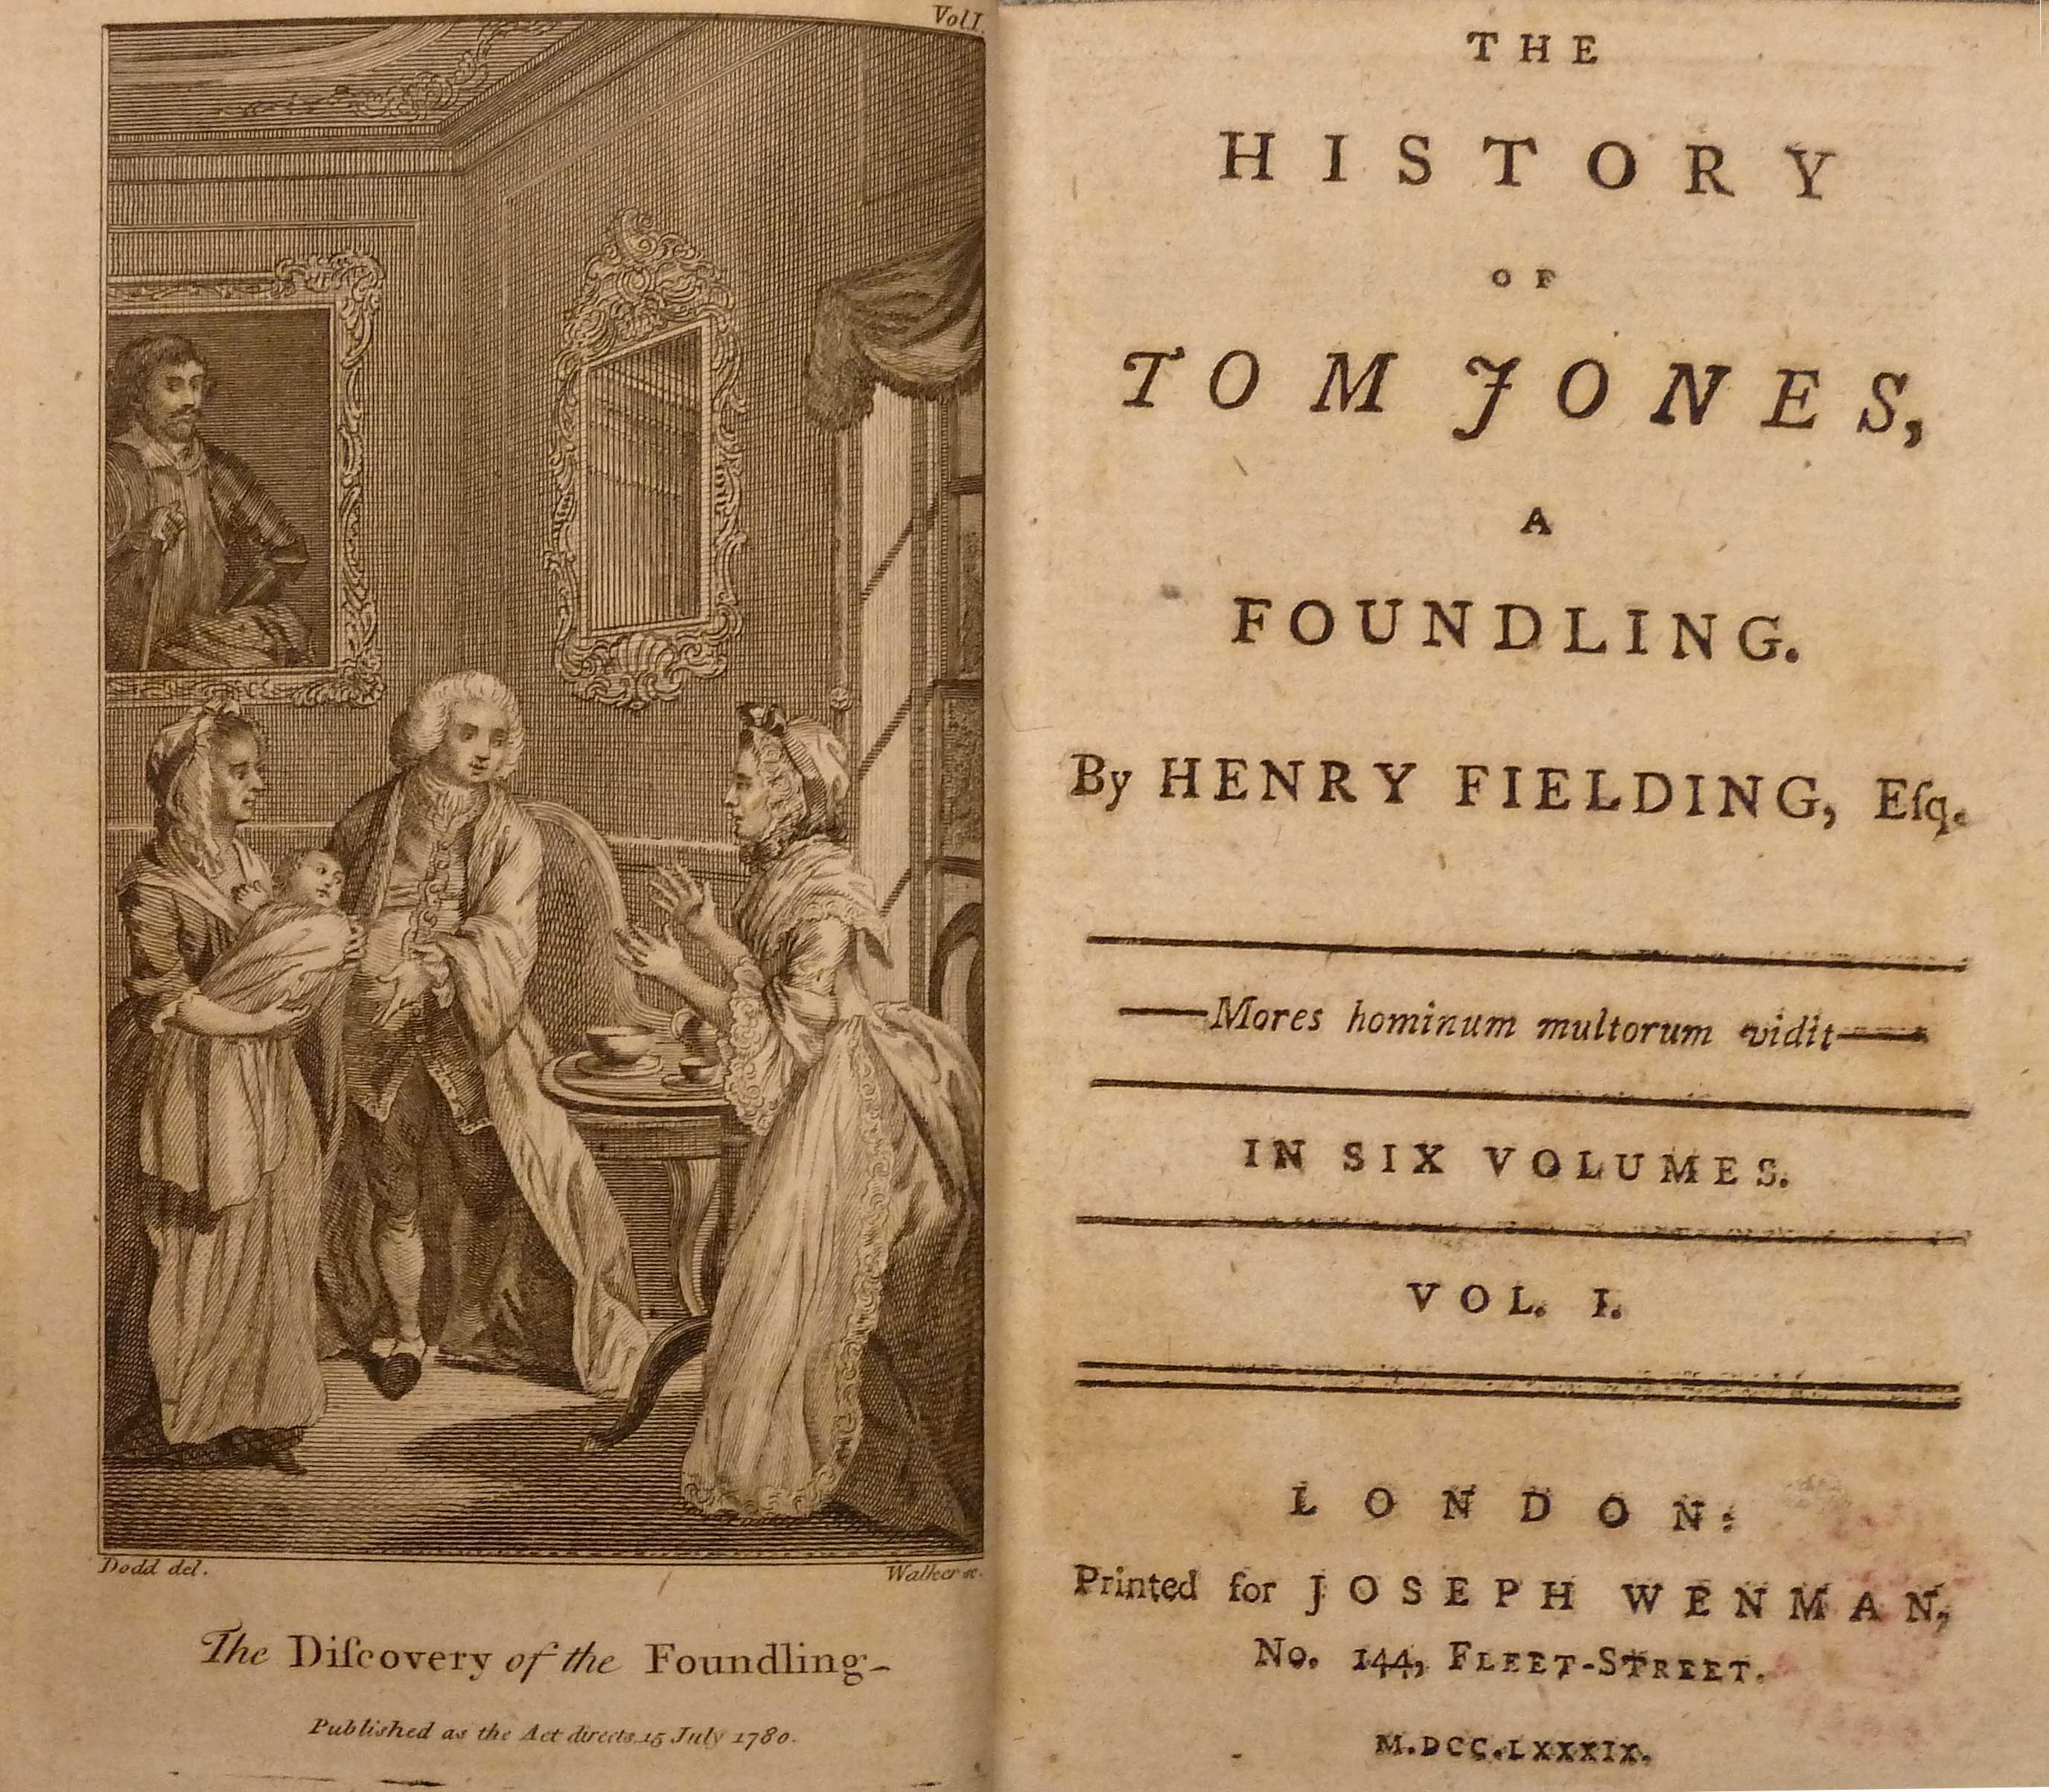 Vol I.
Dodd del.
Walker sc.
The Diſcovery of the Foundling
Published as the Act directs, 15 July 1780.
THE
HISTORY
OF
TOM JONES,
A
FOUNDLING.
By HENRY FIELDING, Eſq.
——Mores hominum multorum vidit——
IN SIX VOLUMES.
VOL. I.
LONDON:
Printed for JOSEPH WENMAN,
No. 144, FLEET-STREET.
M.DCC.LXXXIX.